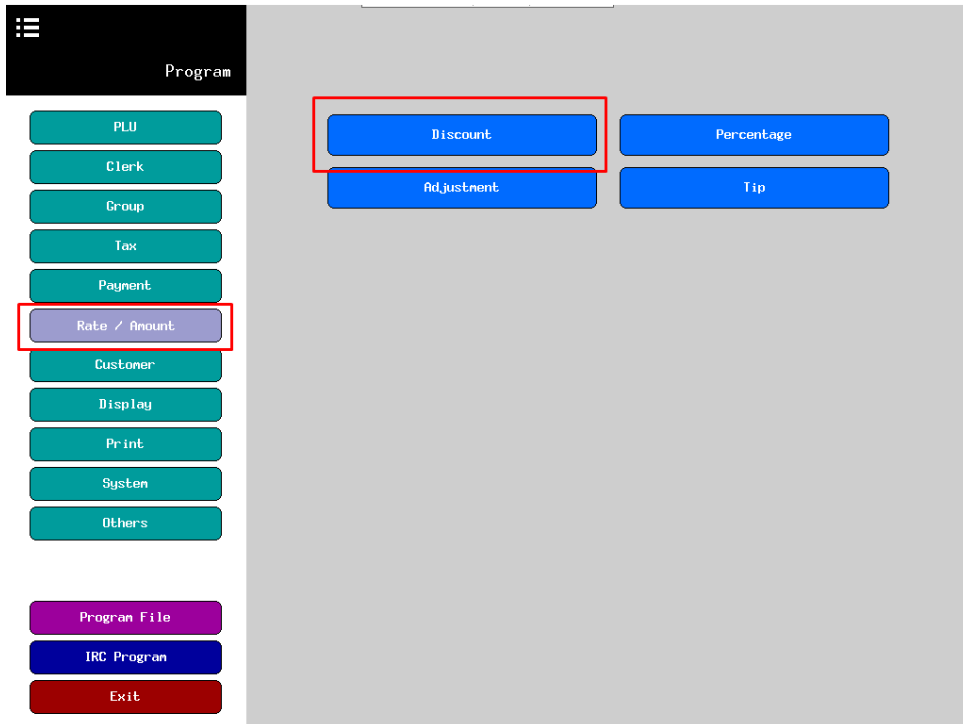 Program
PLU
Clerk
Group
Tax
Payment
Rate / Amount
Customer
Display
Print
System
Others
Program File
IRC Program
Exit
Discount
Percentage
Adjustment
Tip